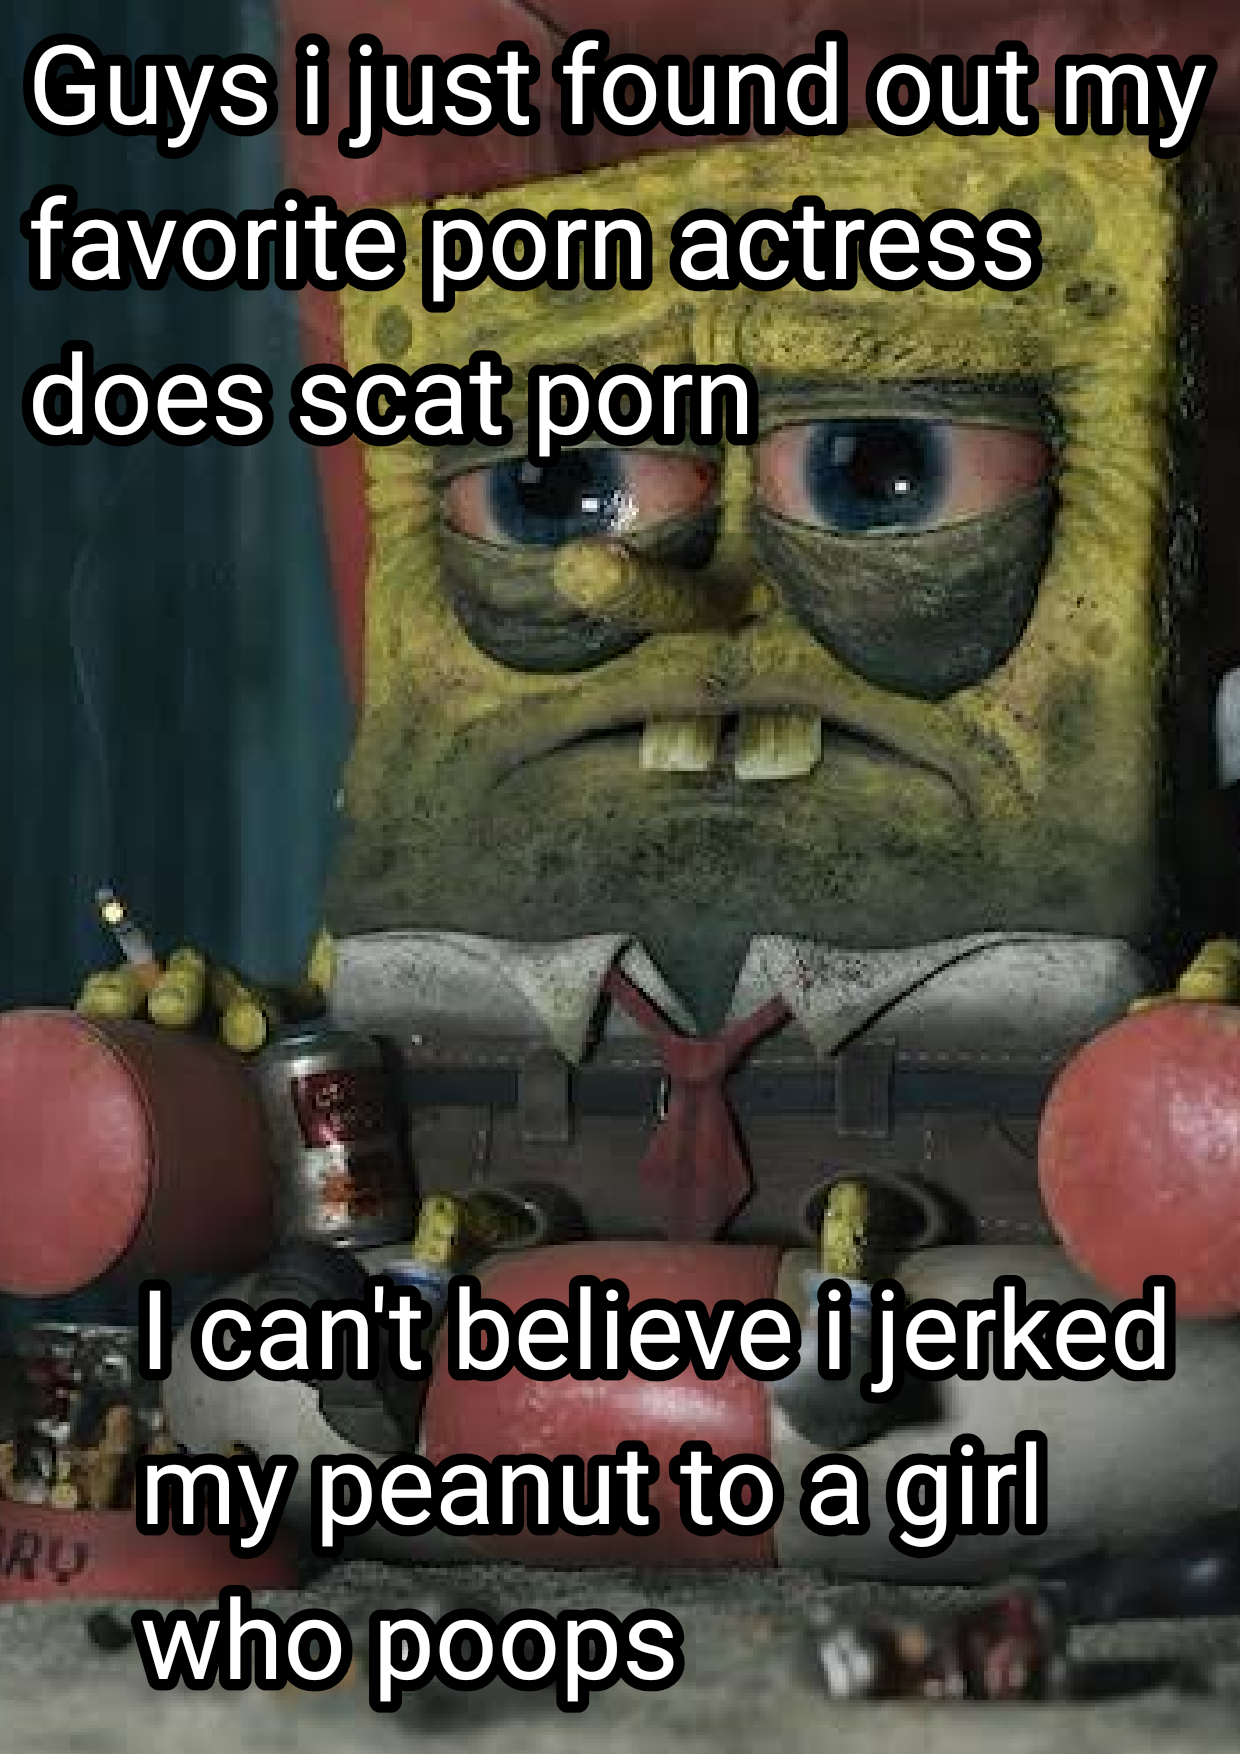 Guys i just found out my
favorite porn actress
does scat porn
I can't believe i jerked
my peanut to a girl
who poops